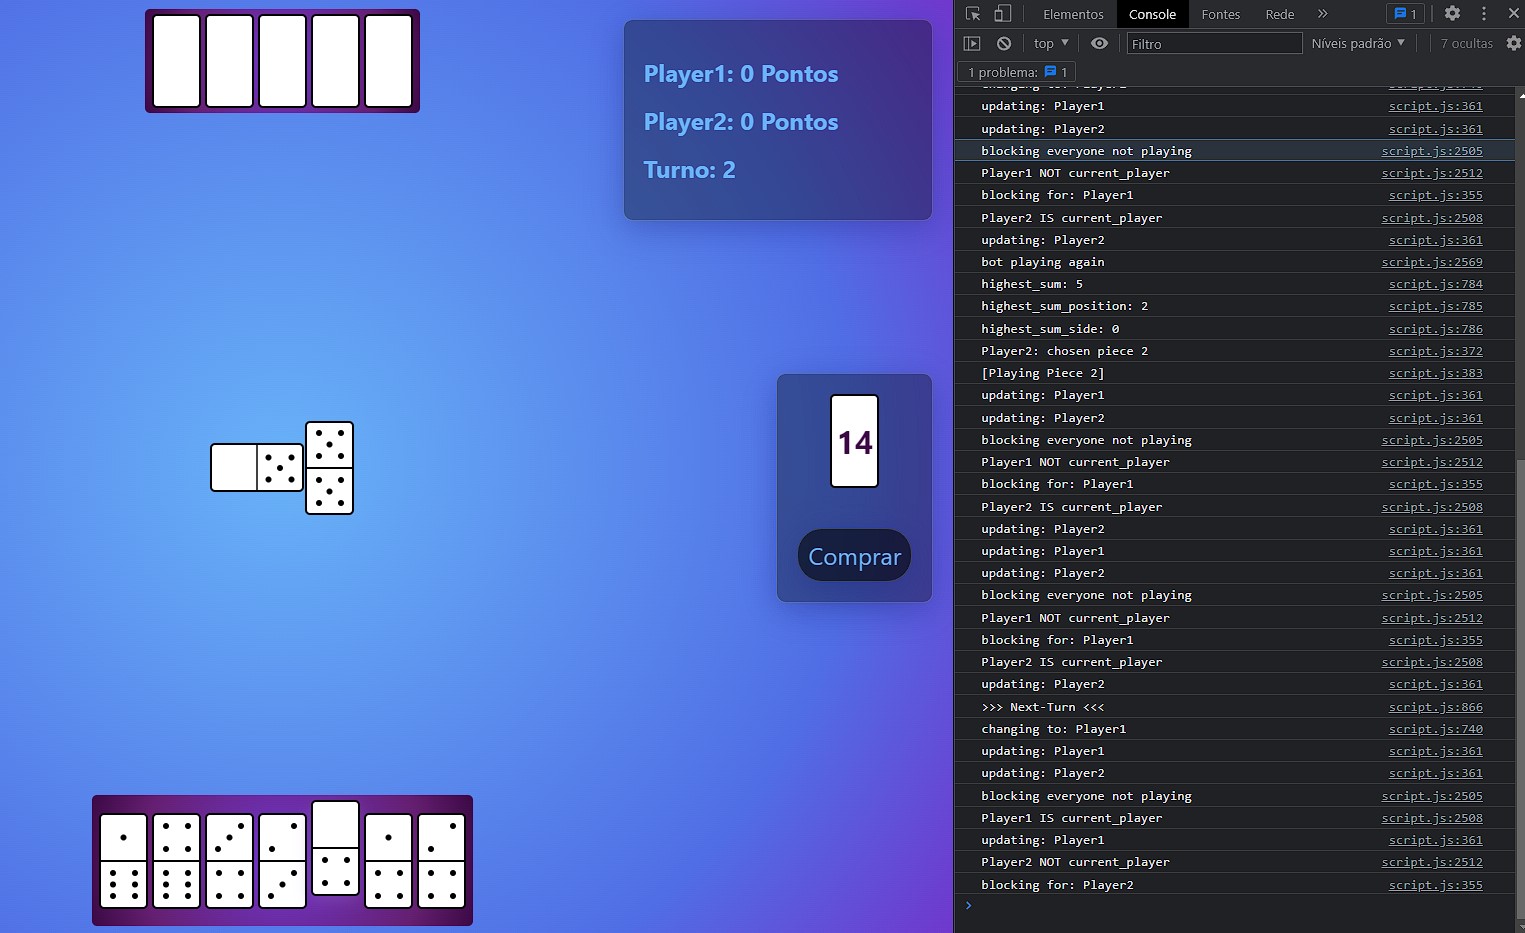 Player1: 0 Pontos
Player2: 0 Pontos
Turno: 2
14
Comprar
Elementos Console Fontes Rede 1
top Filtro Níveis padrão 7 ocultas
1 problema: 1
updating: Player1 script.js:361
updating: Player2 script.js:361
blocking everyone not playing script.js:2505
Player1 NOT current_player script.js:2512
blocking for: Player1 script.js:355
Player2 IS current_player script.js:2508
updating: Player2 script.js:361
bot playing again script.js:2569
highest_sum: 5 script.js:784
highest_sum_position: 2 script.js:785
highest_sum_side: 0 script.js:786
Player2: chosen piece 2 script.js:372
[Playing Piece 2] script.js:383
updating: Player1 script.js:361
updating: Player2 script.js:361
blocking everyone not playing script.js:2505
Player1 NOT current_player script.js:2512
blocking for: Player1 script.js:355
Player2 IS current_player script.js:2508
updating: Player2 script.js:361
updating: Player1 script.js:361
updating: Player2 script.js:361
blocking everyone not playing script.js:2505
Player1 NOT current_player script.js:2512
blocking for: Player1 script.js:355
Player2 IS current_player script.js:2508
updating: Player2 script.js:361
>>> Next-Turn <<< script.js:866
changing to: Player1 script.js:740
updating: Player1 script.js:361
updating: Player2 script.js:361
blocking everyone not playing script.js:2505
Player1 IS current_player script.js:2508
updating: Player1 script.js:361
Player2 NOT current_player script.js:2512
blocking for: Player2 script.js:355